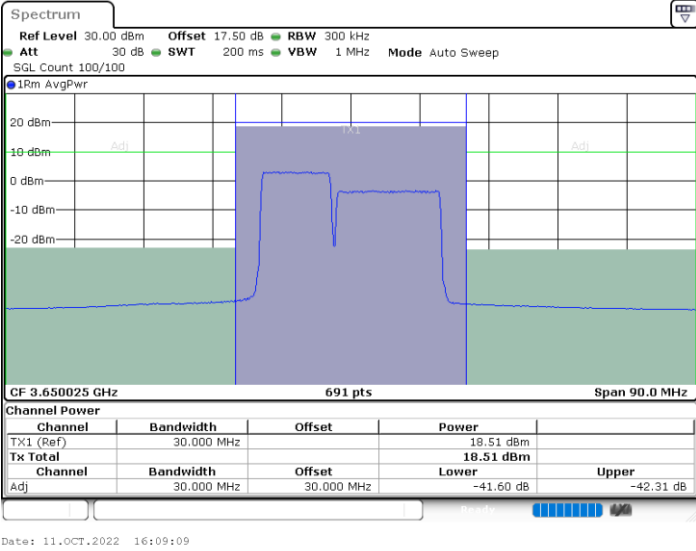 Spectrum
Ref Level 30.00 dBm Offset 17.50 dB RBW 300 kHz
Att 30 dB SWT 200 ms VBW 1 MHz Mode Auto Sweep
SGL Count 100/100
1Rm AvgPwr
TX1
20 dBm
Adj Adj
10 dBm
0 dBm
-10 dBm
-20 dBm
CF 3.650025 GHz 691 pts Span 90.0 MHz
Channel Power
Channel Bandwidth Offset Power
TX1 (Ref) 30.000 MHz 18.51 dBm
Tx Total 18.51 dBm
Channel Bandwidth Offset Lower Upper
Adj 30.000 MHz 30.000 MHz -41.60 dB -42.31 dB
Ready
Date: 11.OCT.2022 16:09:09